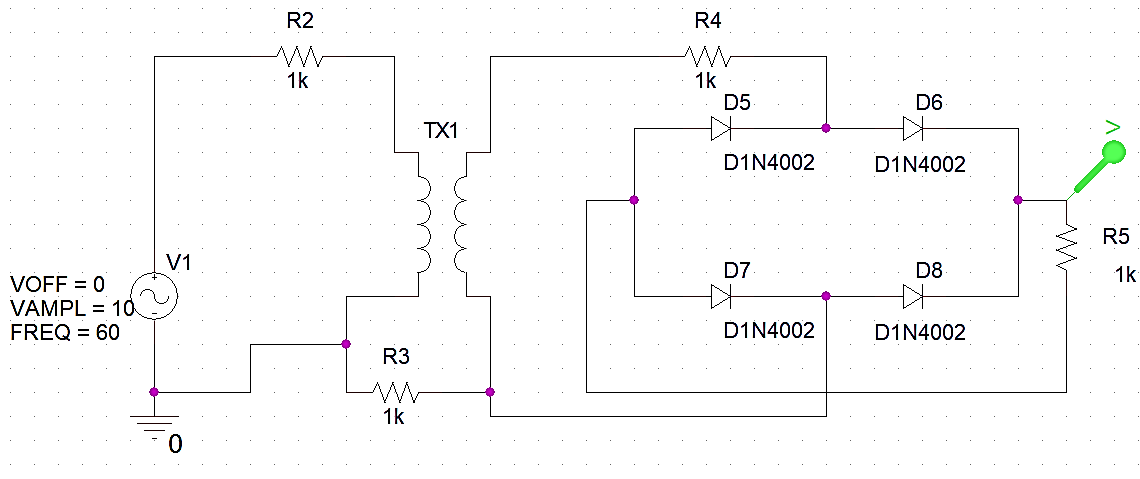 R2
1k
R4
1k
TX1
D5
D1N4002
D6
D1N4002
V1
VOFF = 0
VAMPL = 10
FREQ = 60
R5
1k
D7
D1N4002
D8
D1N4002
R3
1k
0